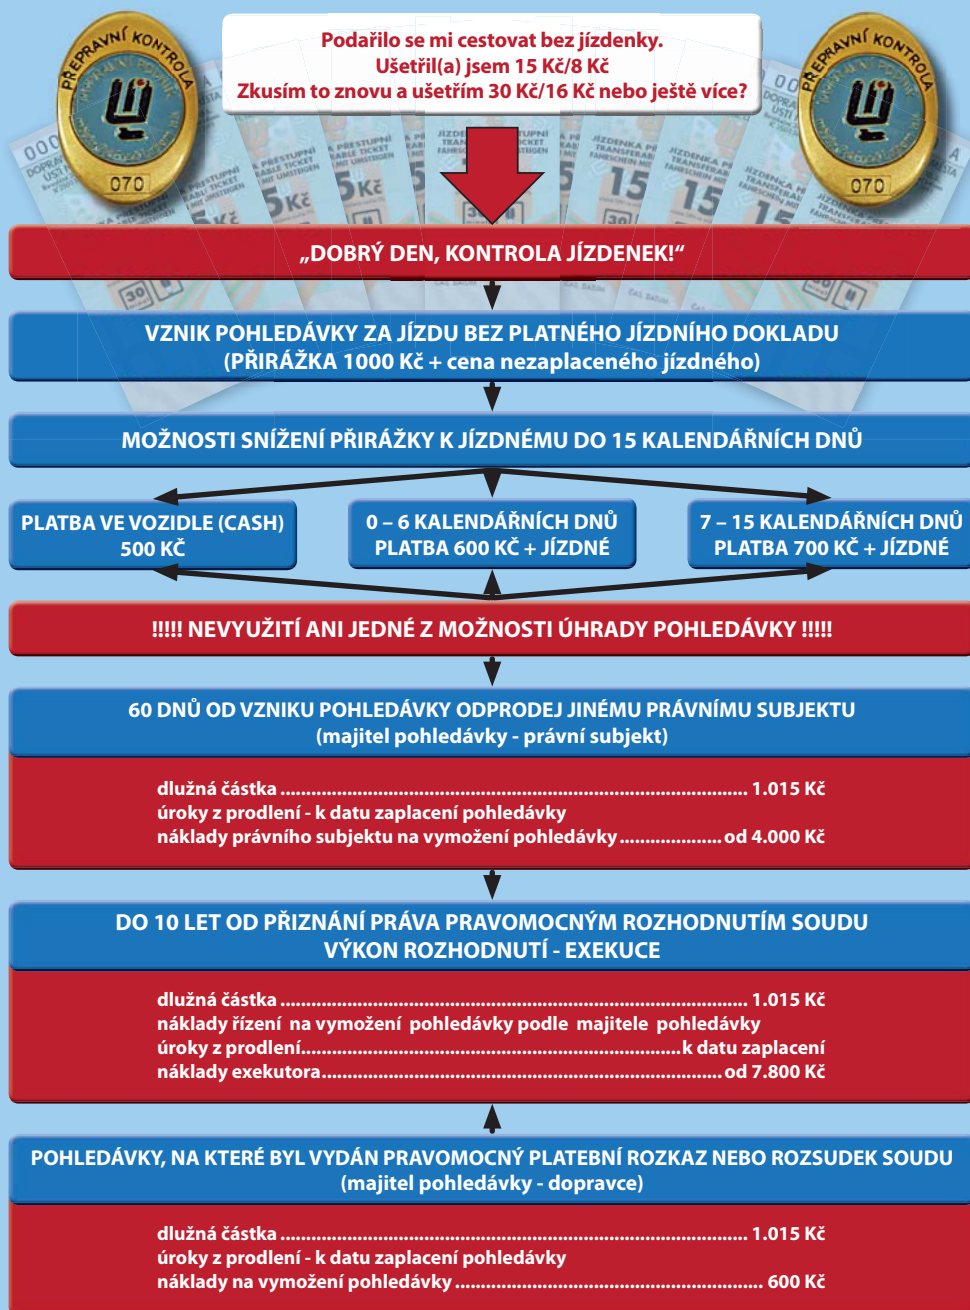 Podařilo se mi cestovat bez jízdenky.
Ušetřil(a) jsem 15 Kč/8 Kč
Zkusím to znovu a ušetřím 30 Kč/16 Kč nebo ještě více?
PŘEPRAVNÍ KONTROLA
070
PŘEPRAVNÍ KONTROLA
070
„DOBRÝ DEN, KONTROLA JÍZDENEK!“
VZNIK POHLEDÁVKY ZA JÍZDU BEZ PLATNÉHO JÍZDNÍHO DOKLADU
(PŘIRÁŽKA 1000 Kč + cena nezaplaceného jízdného)
MOŽNOSTI SNÍŽENÍ PŘIRÁŽKY K JÍZDNÉMU DO 15 KALENDÁŘNÍCH DNŮ
PLATBA VE VOZIDLE (CASH)
500 KČ
0 – 6 KALENDÁŘNÍCH DNŮ
PLATBA 600 KČ + JÍZDNÉ
7 – 15 KALENDÁŘNÍCH DNŮ
PLATBA 700 KČ + JÍZDNÉ
!!!!! NEVYUŽITÍ ANI JEDNÉ Z MOŽNOSTI ÚHRADY POHLEDÁVKY !!!!!
60 DNŮ OD VZNIKU POHLEDÁVKY ODPRODEJ JINÉMU PRÁVNÍMU SUBJEKTU
(majitel pohledávky - právní subjekt)
dlužná částka ............................................................................................ 1.015 Kč
úroky z prodlení - k datu zaplacení pohledávky
náklady právního subjektu na vymožení pohledávky .................... od 4.000 Kč
DO 10 LET OD PŘIZNÁNÍ PRÁVA PRAVOMOCNÝM ROZHODNUTÍM SOUDU
VÝKON ROZHODNUTÍ - EXEKUCE
dlužná částka ............................................................................................ 1.015 Kč
náklady řízení na vymožení pohledávky podle majitele pohledávky
úroky z prodlení........................................................................... k datu zaplacení
náklady exekutora............................................................................... od 7.800 Kč
POHLEDÁVKY, NA KTERÉ BYL VYDÁN PRAVOMOCNÝ PLATEBNÍ ROZKAZ NEBO ROZSUDEK SOUDU
(majitel pohledávky - dopravce)
dlužná částka ............................................................................................ 1.015 Kč
úroky z prodlení - k datu zaplacení pohledávky
náklady na vymožení pohledávky ............................................................. 600 Kč